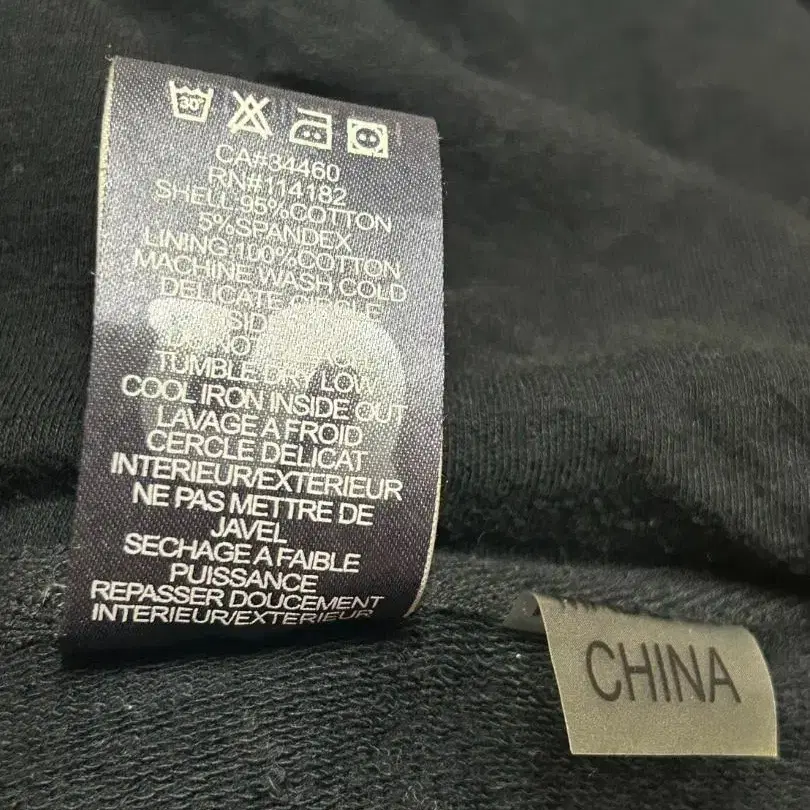 30°
CA#34460
RN#114182
SHELL:95%COTTON
5%SPANDEX
LINING:100%COTTON
MACHINE WASH COLD
DELICATE
TUMBLE DRY LOW
COOL IRON INSIDE OUT
LAVAGE A FROID
CERCLE DELICAT
INTERIEUR/EXTERIEUR
NE PAS METTRE DE
JAVEL
SECHAGE A FAIBLE
PUISSANCE
REPASSER DOUCEMENT
INTERIEUR/EXTERIEUR
CHINA